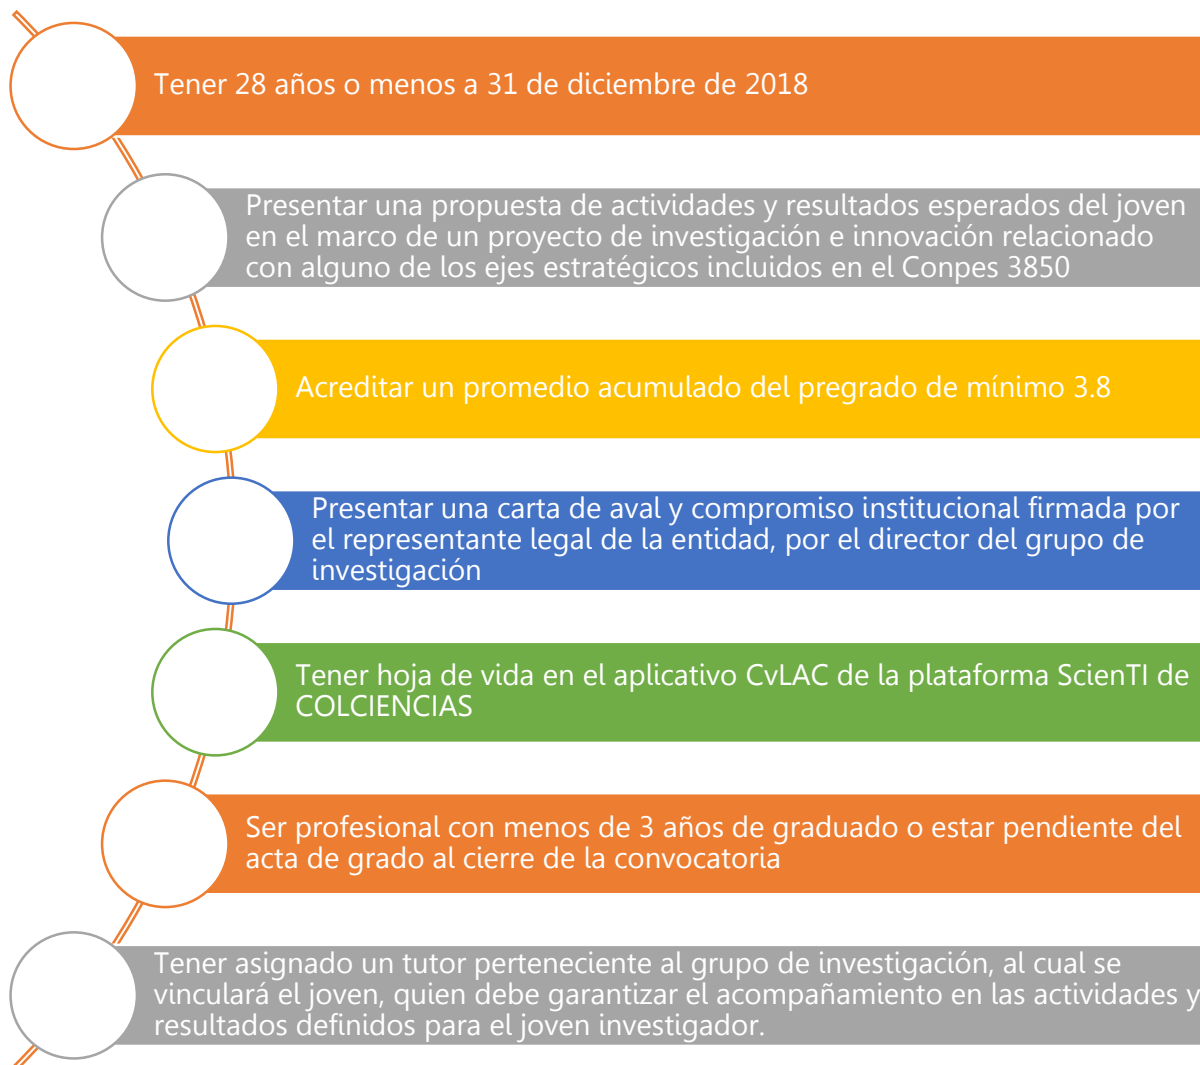 Tener 28 años o menos a 31 de diciembre de 2018
Presentar una propuesta de actividades y resultados esperados del joven
en el marco de un proyecto de investigación e innovación relacionado
con alguno de los ejes estratégicos incluidos en el Conpes 3850
Acreditar un promedio acumulado del pregrado de mínimo 3.8
Presentar una carta de aval y compromiso institucional firmada por
el representante legal de la entidad, por el director del grupo de
investigación
Tener hoja de vida en el aplicativo CvLAC de la plataforma ScienTI de
COLCIENCIAS
Ser profesional con menos de 3 años de graduado o estar pendiente del
acta de grado al cierre de la convocatoria
Tener asignado un tutor perteneciente al grupo de investigación, al cual se
vinculará el joven, quien debe garantizar el acompañamiento en las actividades y
resultados definidos para el joven investigador.